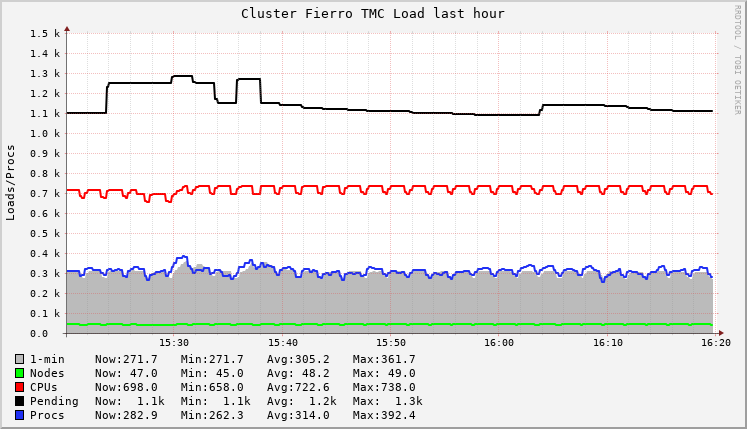 Cluster Fierro TMC Load last hour
RRDTOOL / TOBI OETIKER
Loads/Procs
1.5 k
1.4 k
1.3 k
1.2 k
1.1 k
1.0 k
0.9 k
0.8 k
0.7 k
0.6 k
0.5 k
0.4 k
0.3 k
0.2 k
0.1 k
0.0
15:30 15:40 15:50 16:00 16:10 16:20
1-min Now:271.7 Min:271.7 Avg:305.2 Max:361.7
Nodes Now: 47.0 Min: 45.0 Avg: 48.2 Max: 49.0
CPUs Now:698.0 Min:658.0 Avg:722.6 Max:738.0
Pending Now: 1.1k Min: 1.1k Avg: 1.2k Max: 1.3k
Procs Now:282.9 Min:262.3 Avg:314.0 Max:392.4